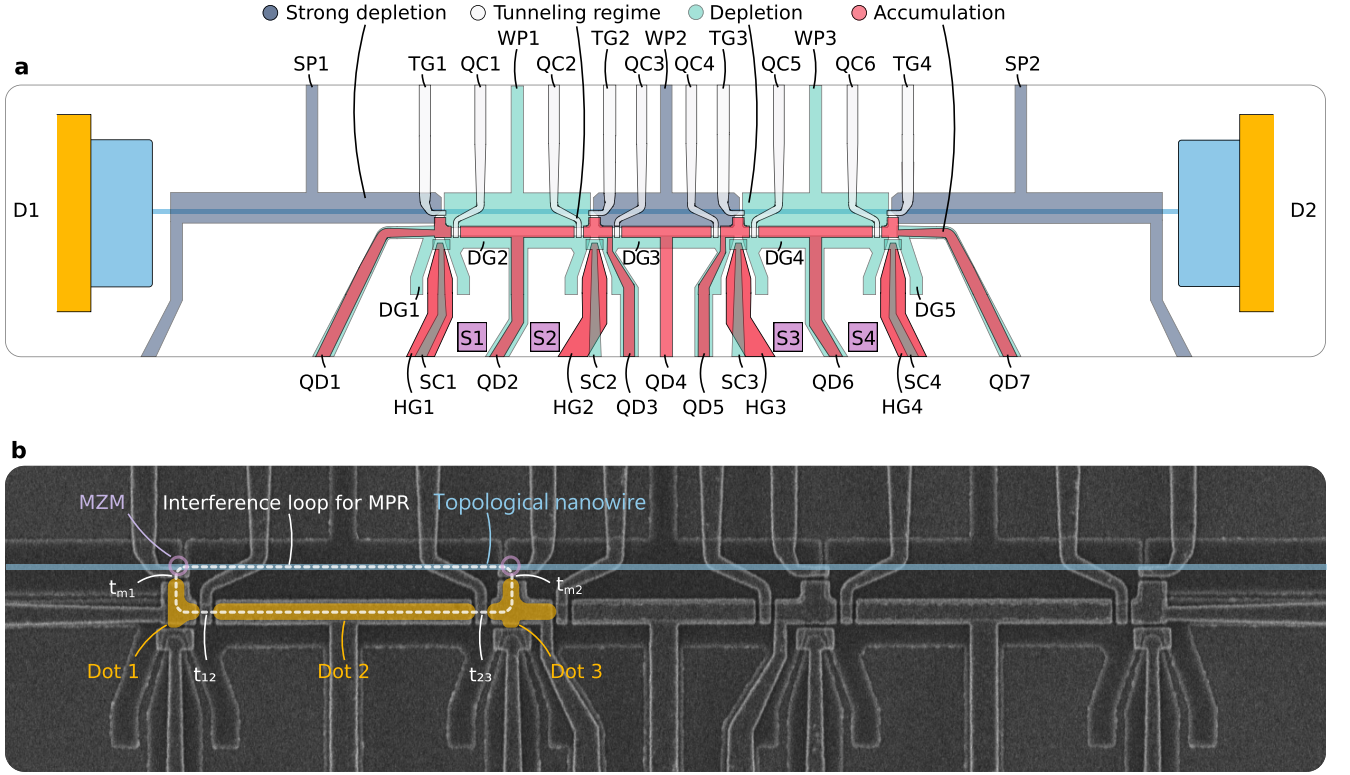 Strong depletion Tunneling regime Depletion Accumulation
WP1 TG2 WP2 TG3 WP3
a
SP1 TG1 QC1 QC2 QC3 QC4 QC5 QC6 TG4 SP2
D1 D2
DG2 DG3 DG4
DG1 DG5
S1 S2 S3 S4
QD1 SC1 QD2 SC2 QD4 SC3 QD6 SC4 QD7
HG1 HG2 QD3 QD5 HG3 HG4
b
MZM Interference loop for MPR Topological nanowire
tm1 tm2
Dot 1 t12 Dot 2 t23 Dot 3